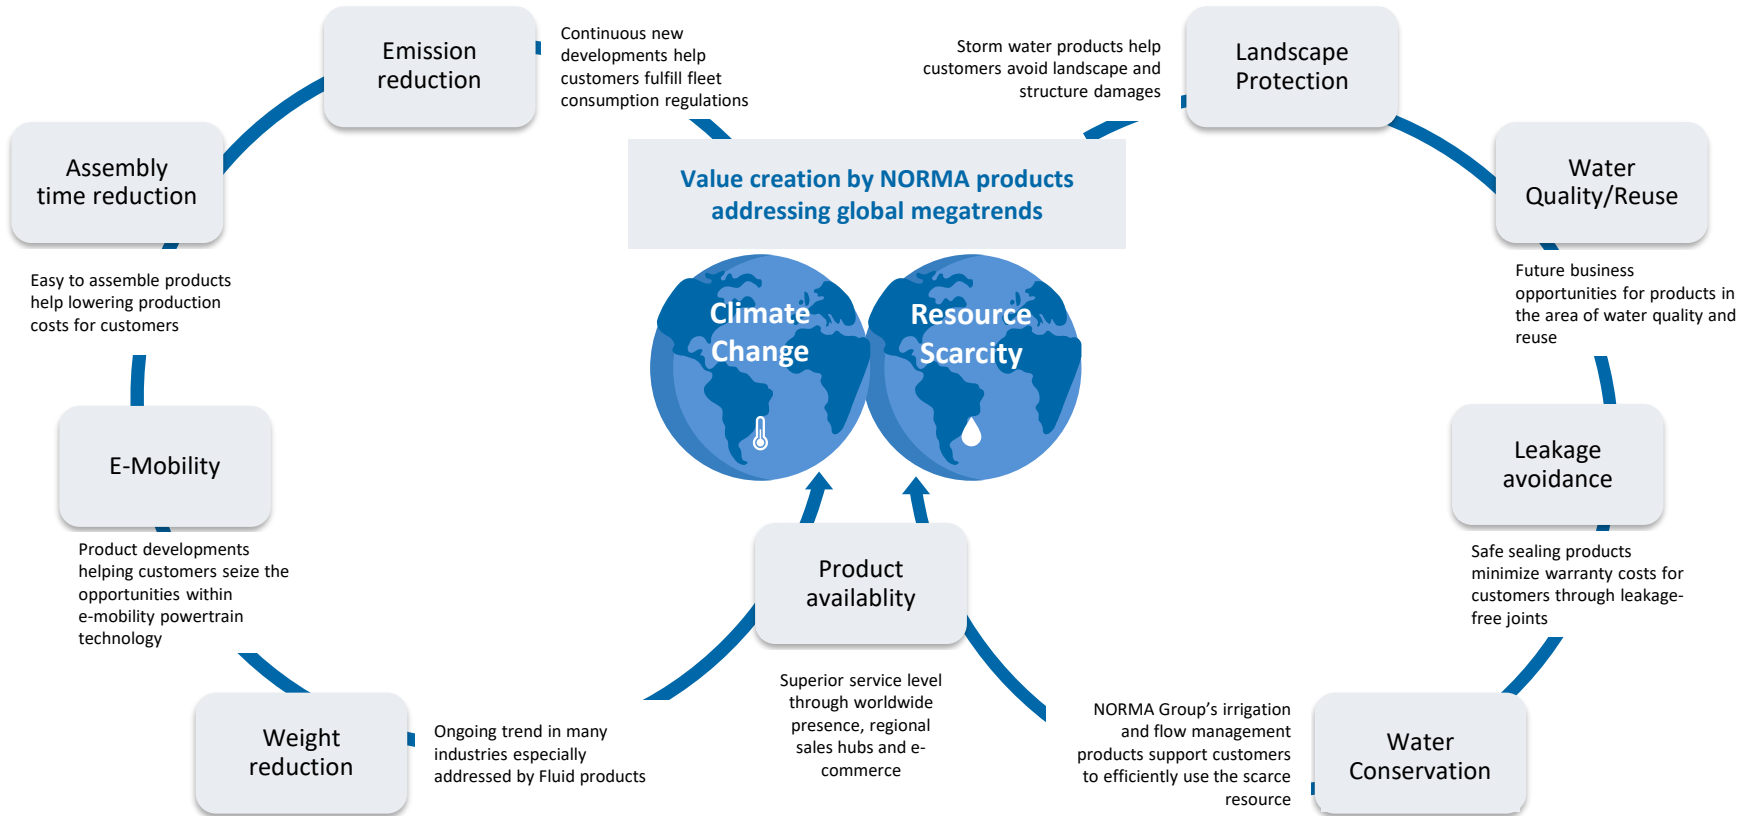 Emission
reduction
Continuous new
developments help
customers fulfill fleet
consumption regulations
Storm water products help
customers avoid landscape and
structure damages
Landscape
Protection
Assembly
time reduction
Value creation by NORMA products
addressing global megatrends
Water
Quality/Reuse
Easy to assemble products
help lowering production
costs for customers
Climate
Change
Resource
Scarcity
Future business
opportunities for products in
the area of water quality and
reuse
E-Mobility
Leakage
avoidance
Product developments
helping customers seize the
opportunities within
e-mobility powertrain
technology
Product
availablity
Safe sealing products
minimize warranty costs for
customers through leakage-
free joints
Weight
reduction
Ongoing trend in many
industries especially
addressed by Fluid products
Superior service level
through worldwide
presence, regional
sales hubs and e-
commerce
NORMA Group's irrigation
and flow management
products support customers
to efficiently use the scarce
resource
Water
Conservation